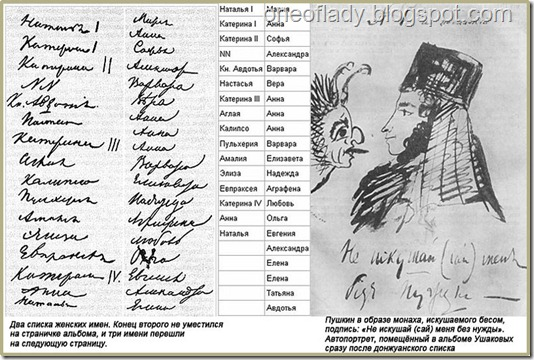 oneoflady.blogspot.com
Наталья I Мария
Катерина I Анна
Катерина II Софья
NN Александра
Кн. Авдотия Варвара
Вера
Настасья Анна
Катерина III Анна
Аглая Анна
Калипсо Варвара
Пульхерия Елизавета
Амалия Надежда
Элиза Аграфена
Евпраксея Любовь
Ольга
Катерина IV. Евгения
Анна Александра
Наталья Елена
Наталья I Мария
Катерина I Анна
Катерина II Софья
NN Александра
Кн. Авдотья Варвара
Настасья Вера
Катерина III Анна
Аглая Анна
Калипсо Анна
Пульхерия Варвара
Амалия Елизавета
Элиза Надежда
Евпраксея Аграфена
Катерина IV Любовь
Анна Ольга
Наталья Евгения
Александра
Елена
Елена
Татьяна
Авдотья
Не искушай (сай) меня
без нужды
Два списка женских имен. Конец второго не уместился
на страничке альбома, и три имени перешли
на следующую страницу.
Пушкин в образе монаха, искушаемого бесом,
подпись: «Не искушай (сай) меня без нужды».
Автопортрет, помещённый в альбоме Ушаковых
сразу после донжуанского списка